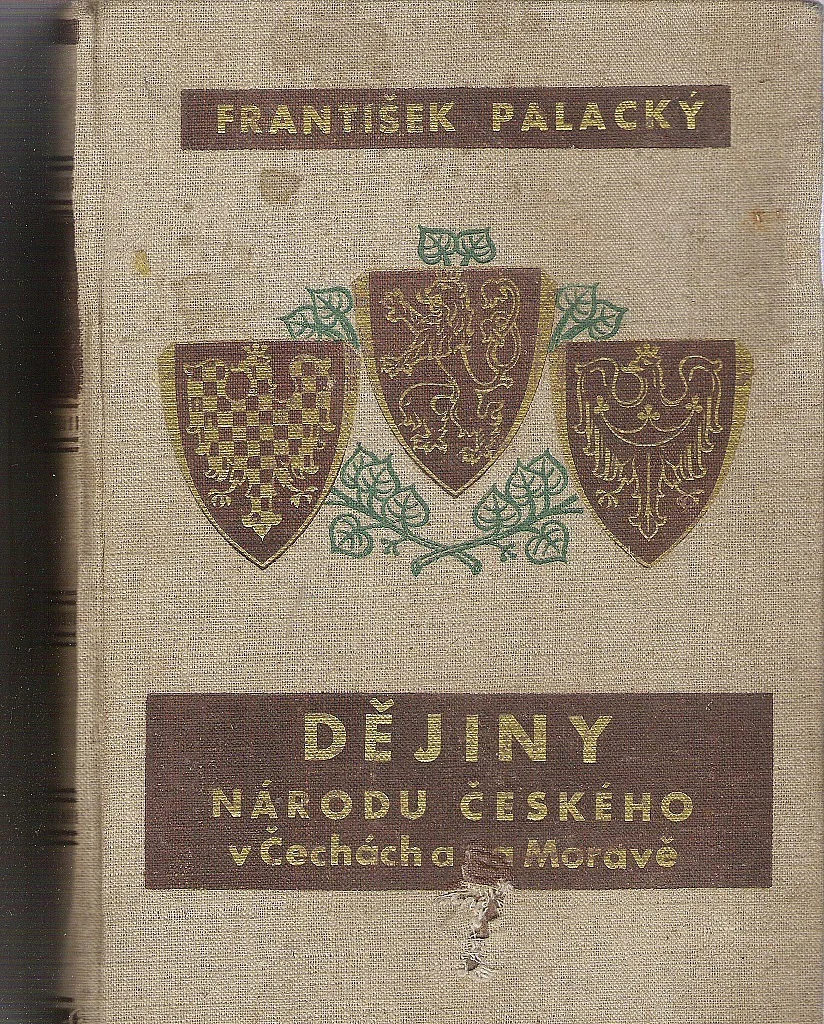 FRANTIŠEK PALACKÝ
DĚJINY
NÁRODU ČESKÉHO
v Čechách a Moravě